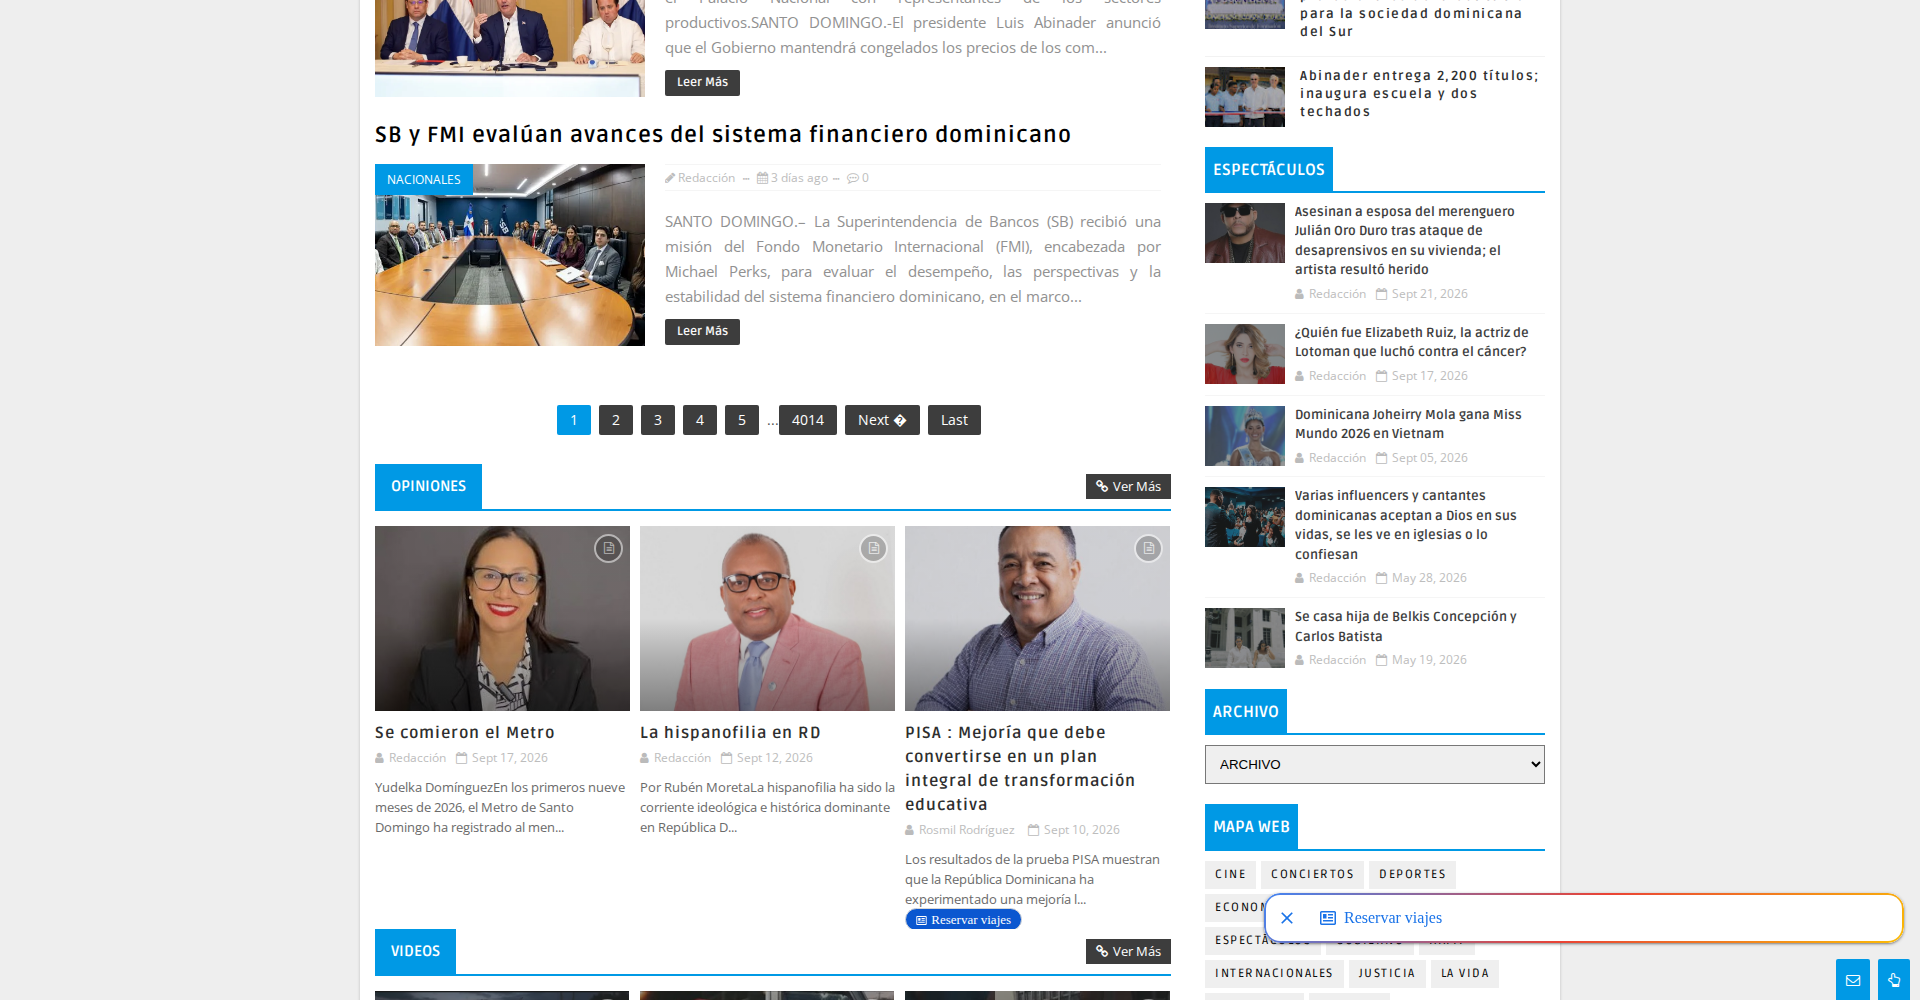 productivos.SANTO DOMINGO.-El presidente Luis Abinader anunció
que el Gobierno mantendrá congelados los precios de los com...
Leer Más
SB y FMI evalúan avances del sistema financiero dominicano
NACIONALES
Redacción – 3 días ago – 0
SANTO DOMINGO.– La Superintendencia de Bancos (SB) recibió una
misión del Fondo Monetario Internacional (FMI), encabezada por
Michael Perks, para evaluar el desempeño, las perspectivas y la
estabilidad del sistema financiero dominicano, en el marco...
Leer Más
1 2 3 4 5 ... 4014 Next � Last
OPINIONES
Ver Más
Se comieron el Metro
Redacción Sept 17, 2026
Yudelka DomínguezEn los primeros nueve
meses de 2026, el Metro de Santo
Domingo ha registrado al men...
La hispanofilia en RD
Redacción Sept 12, 2026
Por Rubén MoretaLa hispanofilia ha sido la
corriente ideológica e histórica dominante
en República D...
PISA : Mejoría que debe
convertirse en un plan
integral de transformación
educativa
Rosmil Rodríguez Sept 10, 2026
Los resultados de la prueba PISA muestran
que la República Dominicana ha
experimentado una mejoría l...
Reservar viajes
VIDEOS
Ver Más
para la sociedad dominicana
del Sur
Abinader entrega 2,200 títulos;
inaugura escuela y dos
techados
ESPECTÁCULOS
Asesinan a esposa del merenguero
Julián Oro Duro tras ataque de
desaprensivos en su vivienda; el
artista resultó herido
Redacción Sept 21, 2026
¿Quién fue Elizabeth Ruiz, la actriz de
Lotoman que luchó contra el cáncer?
Redacción Sept 17, 2026
Dominicana Joheirry Mola gana Miss
Mundo 2026 en Vietnam
Redacción Sept 05, 2026
Varias influencers y cantantes
dominicanas aceptan a Dios en sus
vidas, se les ve en iglesias o lo
confiesan
Redacción May 28, 2026
Se casa hija de Belkis Concepción y
Carlos Batista
Redacción May 19, 2026
ARCHIVO
ARCHIVO
MAPA WEB
CINE CONCIERTOS DEPORTES
Reservar viajes
INTERNACIONALES JUSTICIA LA VIDA